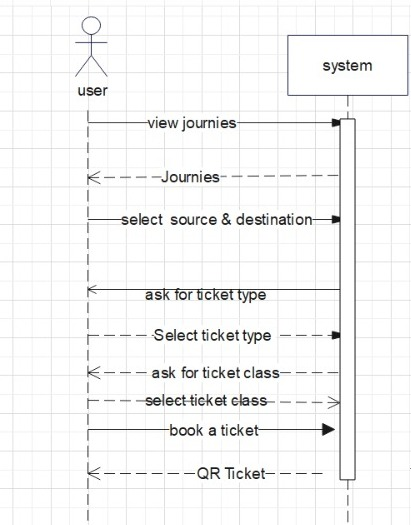 user
system
view journies
Journies
select source & destination
ask for ticket type
Select ticket type
ask for ticket class
select ticket class
book a ticket
QR Ticket